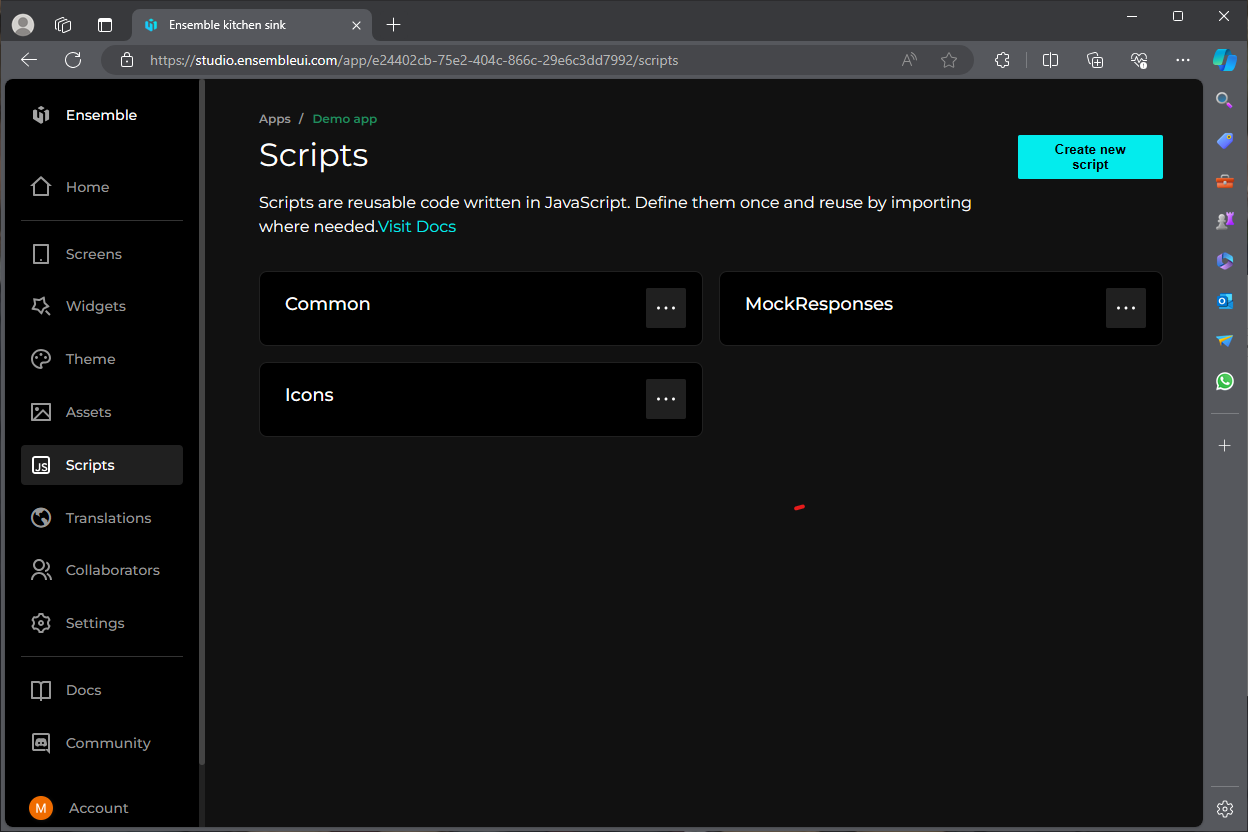 Ensemble kitchen sink
https://studio.ensembleui.com/app/e24402cb-75e2-404c-866c-29e6c3dd7992/scripts
Ensemble
Home
Screens
Widgets
Theme
Assets
JS Scripts
Translations
Collaborators
Settings
Docs
Community
M Account
Apps / Demo app
Scripts
Create new
script
Scripts are reusable code written in JavaScript. Define them once and reuse by importing
where needed.Visit Docs
Common
MockResponses
Icons